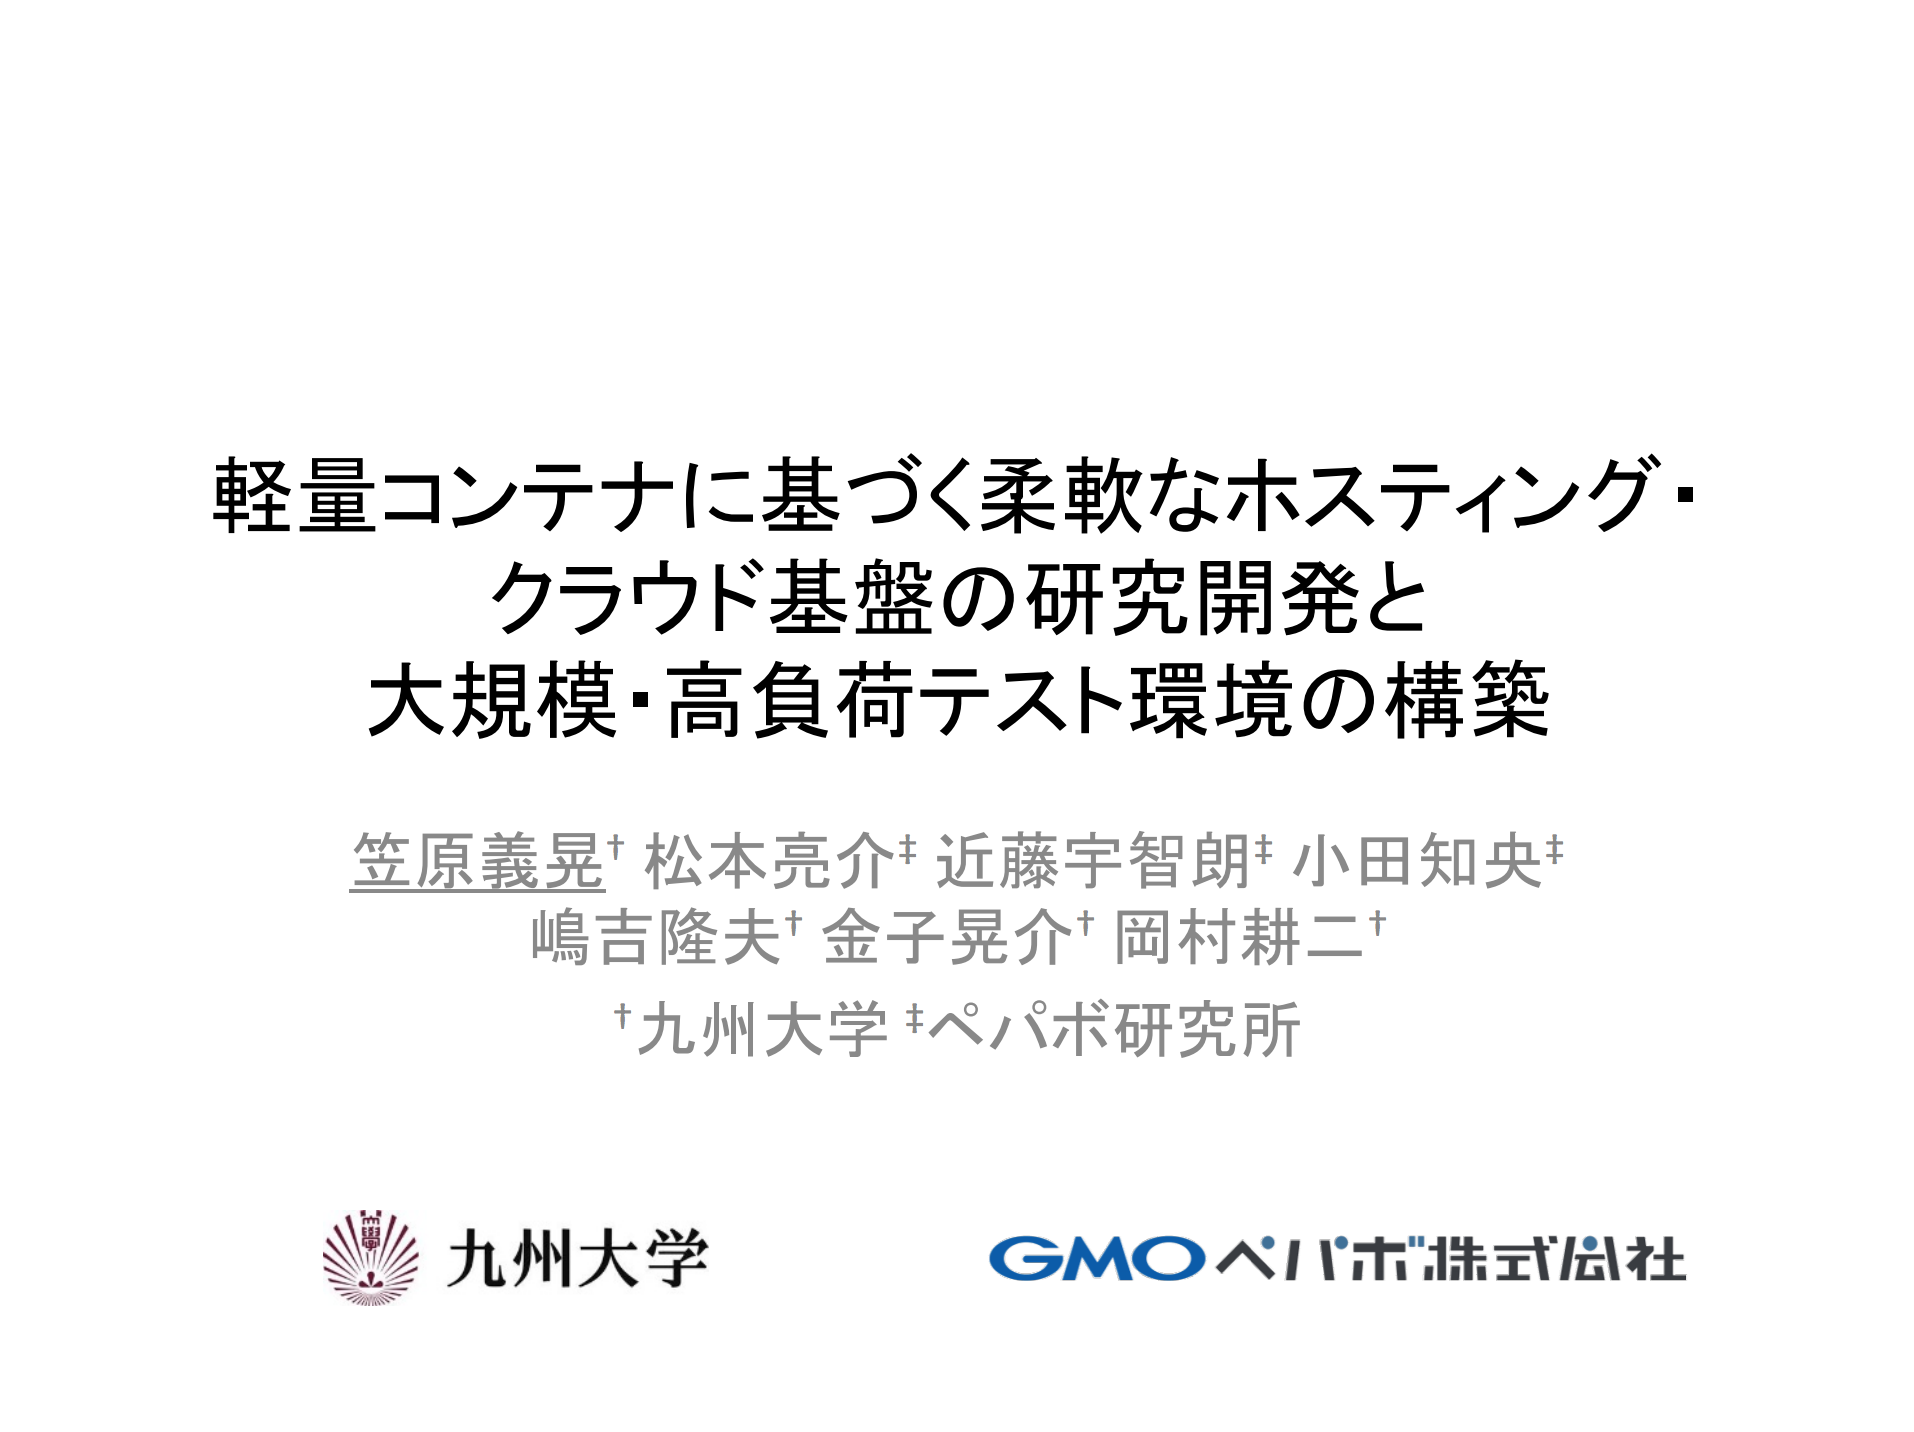 軽量コンテナに基づく柔軟なホスティング・
クラウド基盤の研究開発と
大規模・高負荷テスト環境の構築
笠原義晃† 松本亮介‡ 近藤宇智朗‡ 小田知央‡
嶋吉隆夫† 金子晃介† 岡村耕二†
†九州大学 ‡ペパボ研究所
九州大学
GMOペパボ株式会社